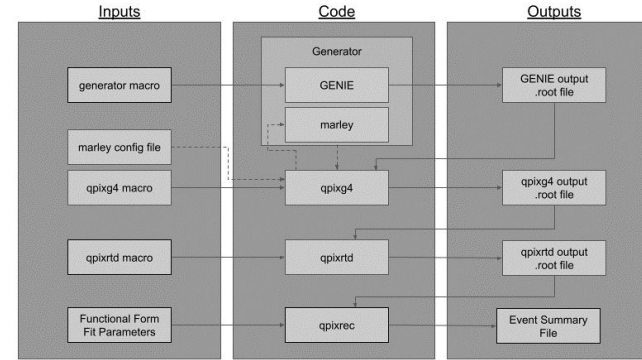 Inputs
Code
Outputs
Generator
generator macro
GENIE
GENIE output
.root file
marley config file
marley
qpixg4 macro
qpixg4
qpixg4 output
.root file
qpixrtd macro
qpixrtd
qpixrtd output
.root file
Functional Form
Fit Parameters
qpixrec
Event Summary
File